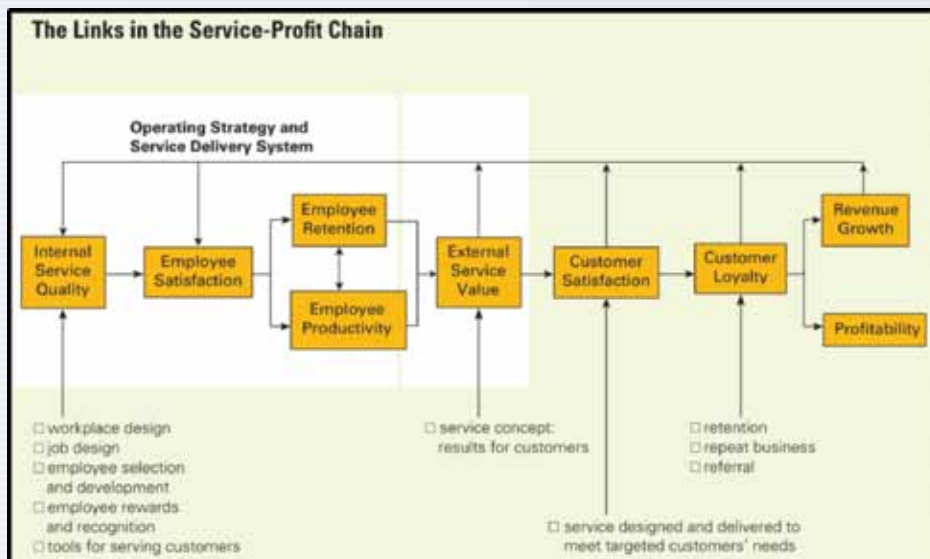 The Links in the Service-Profit Chain
Operating Strategy and
Service Delivery System
Internal
Service
Quality
Employee
Satisfaction
Employee
Retention
Employee
Productivity
External
Service
Value
Customer
Satisfaction
Customer
Loyalty
Revenue
Growth
Profitability
□ workplace design
□ job design
□ employee selection
and development
□ employee rewards
and recognition
□ tools for serving customers
□ service concept:
results for customers
□ service designed and delivered to
meet targeted customers' needs
□ retention
□ repeat business
□ referral